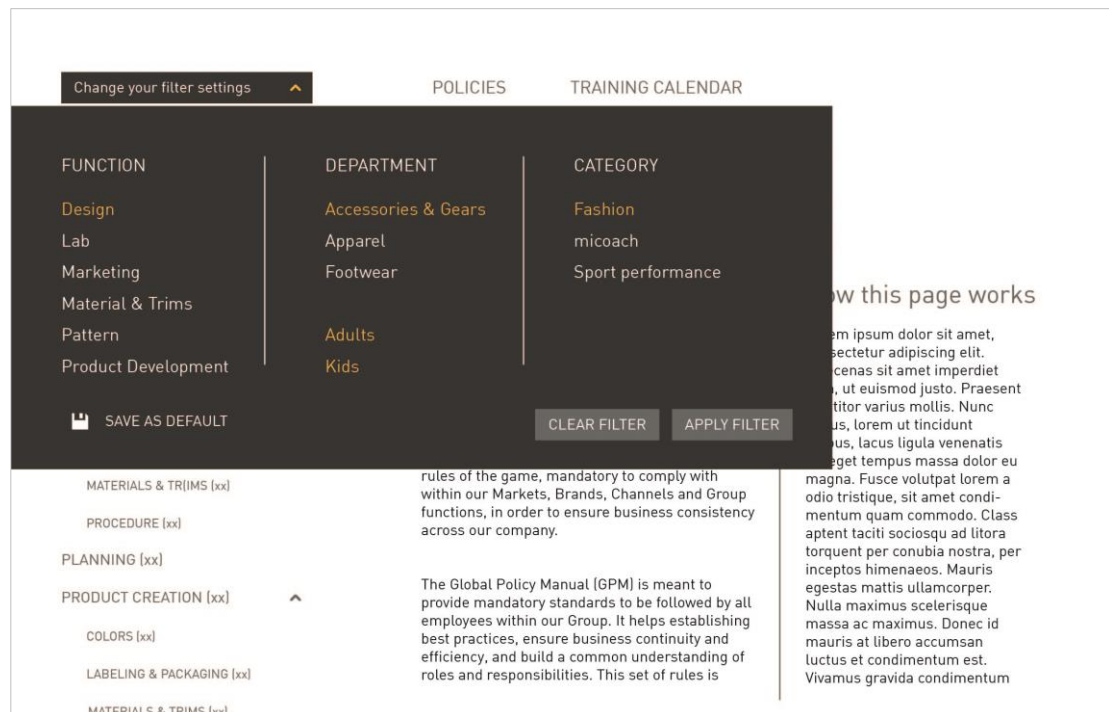 Change your filter settings
POLICIES
TRAINING CALENDAR
FUNCTION
Design
Lab
Marketing
Material & Trims
Pattern
Product Development
DEPARTMENT
Accessories & Gears
Apparel
Footwear
Adults
Kids
CATEGORY
Fashion
micoach
Sport performance
SAVE AS DEFAULT
CLEAR FILTER
APPLY FILTER
MATERIALS & TR(IMS (xx)
PROCEDURE (xx)
PLANNING (xx)
PRODUCT CREATION (xx)
COLORS (xx)
LABELING & PACKAGING (xx)
MATERIALS & TRIMS (xx)
rules of the game, mandatory to comply with
within our Markets, Brands, Channels and Group
functions, in order to ensure business consistency
across our company.
The Global Policy Manual (GPM) is meant to
provide mandatory standards to be followed by all
employees within our Group. It helps establishing
best practices, ensure business continuity and
efficiency, and build a common understanding of
roles and responsibilities. This set of rules is
this page works
ipsum dolor sit amet,
adipiscing elit.
sit amet imperdiet
, ut euismod justo. Praesent
varius mollis. Nunc
, lorem ut tincidunt
, lacus ligula venenatis
eget tempus massa dolor eu
magna. Fusce volutpat lorem a
odio tristique, sit amet condi-
mentum quam commodo. Class
aptent taciti sociosqu ad litora
torquent per conubia nostra, per
inceptos himenaeos. Mauris
egestas mattis ullamcorper.
Nulla maximus scelerisque
massa ac maximus. Donec id
mauris at libero accumsan
luctus et condimentum est.
Vivamus gravida condimentum